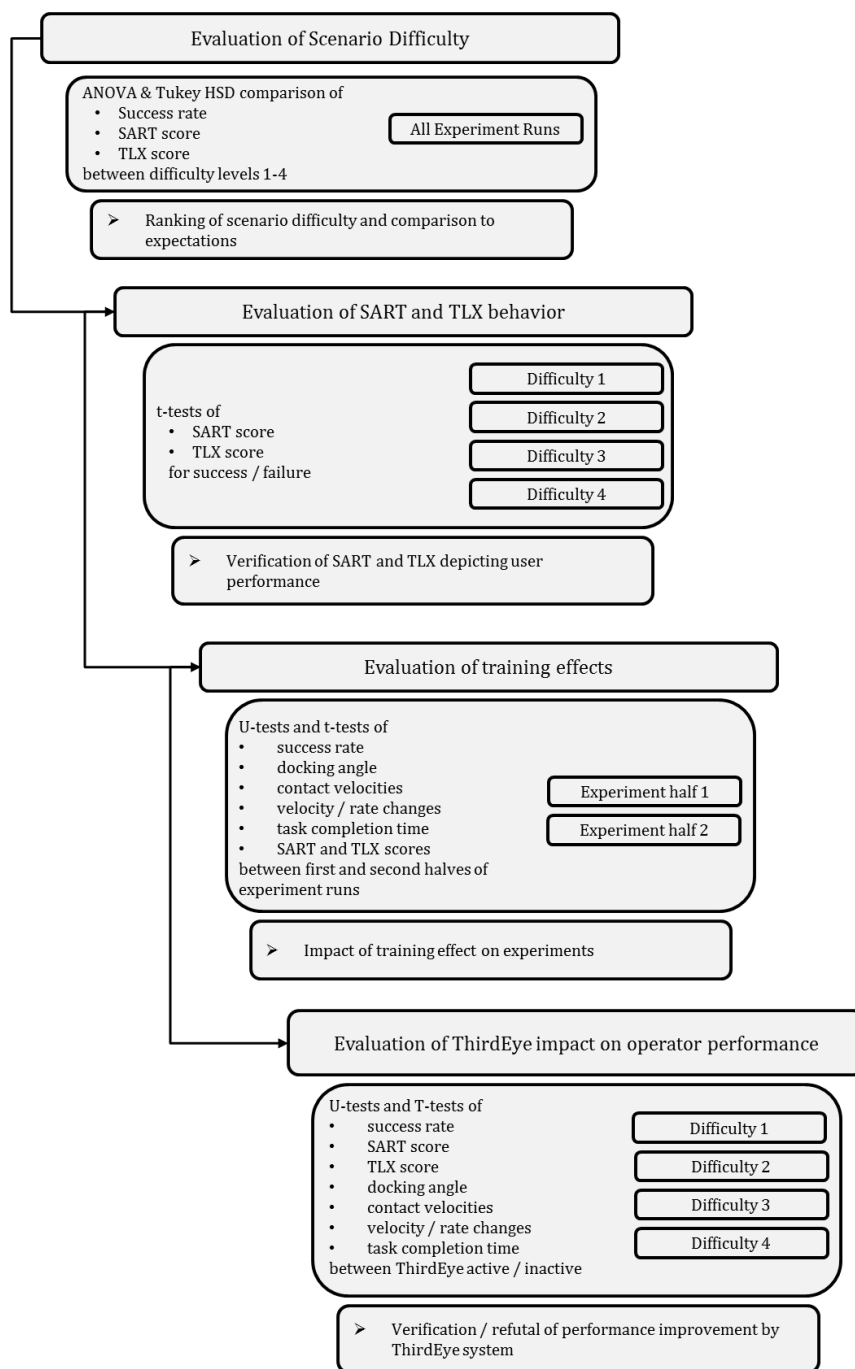 Evaluation of Scenario Difficulty
ANOVA & Tukey HSD comparison of
• Success rate
• SART score
• TLX score
between difficulty levels 1-4
All Experiment Runs
➢ Ranking of scenario difficulty and comparison to
expectations
Evaluation of SART and TLX behavior
t-tests of
• SART score
• TLX score
for success / failure
Difficulty 1
Difficulty 2
Difficulty 3
Difficulty 4
➢ Verification of SART and TLX depicting user
performance
Evaluation of training effects
U-tests and t-tests of
• success rate
• docking angle
• contact velocities
• velocity / rate changes
• task completion time
• SART and TLX scores
between first and second halves of
experiment runs
Experiment half 1
Experiment half 2
➢ Impact of training effect on experiments
Evaluation of ThirdEye impact on operator performance
U-tests and T-tests of
• success rate
• SART score
• TLX score
• docking angle
• contact velocities
• velocity / rate changes
• task completion time
between ThirdEye active / inactive
Difficulty 1
Difficulty 2
Difficulty 3
Difficulty 4
➢ Verification / refutal of performance improvement by
ThirdEye system